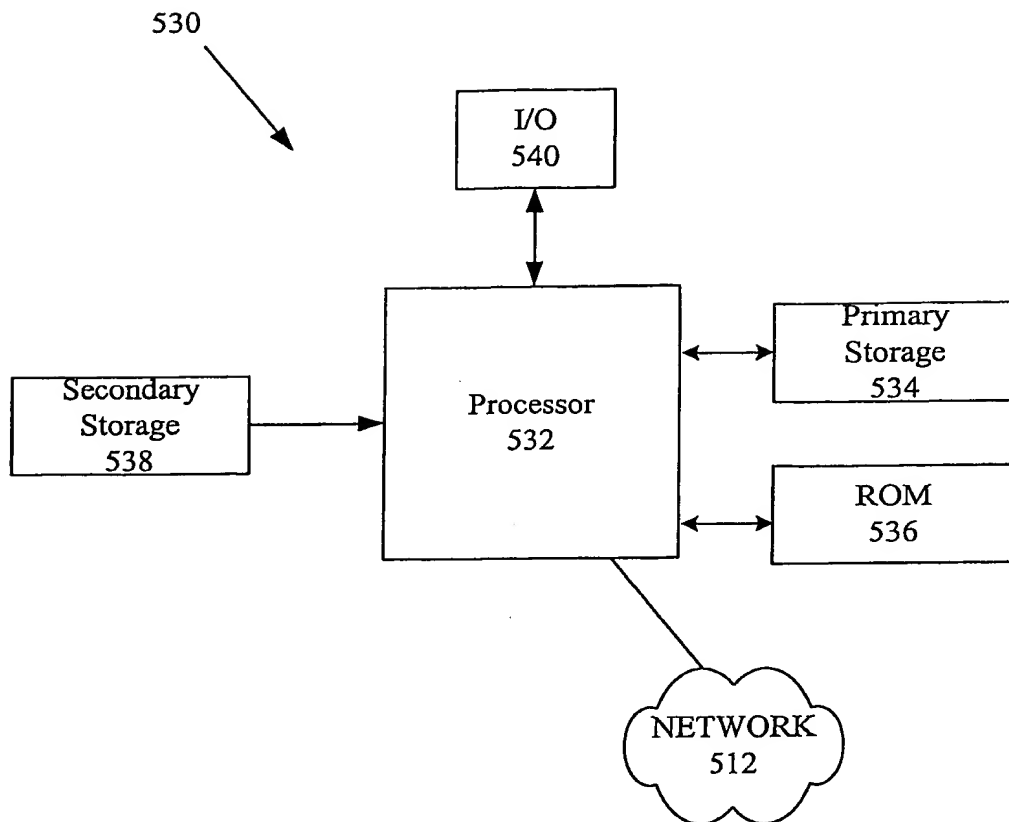 530
I/O
540
Primary
Storage
534
Secondary
Storage
538
Processor
532
ROM
536
NETWORK
512